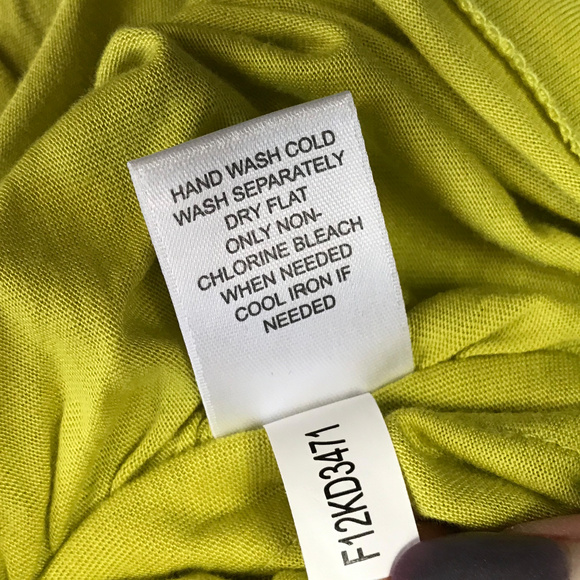 HAND WASH COLD
WASH SEPARATELY
DRY FLAT
ONLY NON-
CHLORINE BLEACH
WHEN NEEDED
COOL IRON IF
NEEDED
F12KD3471